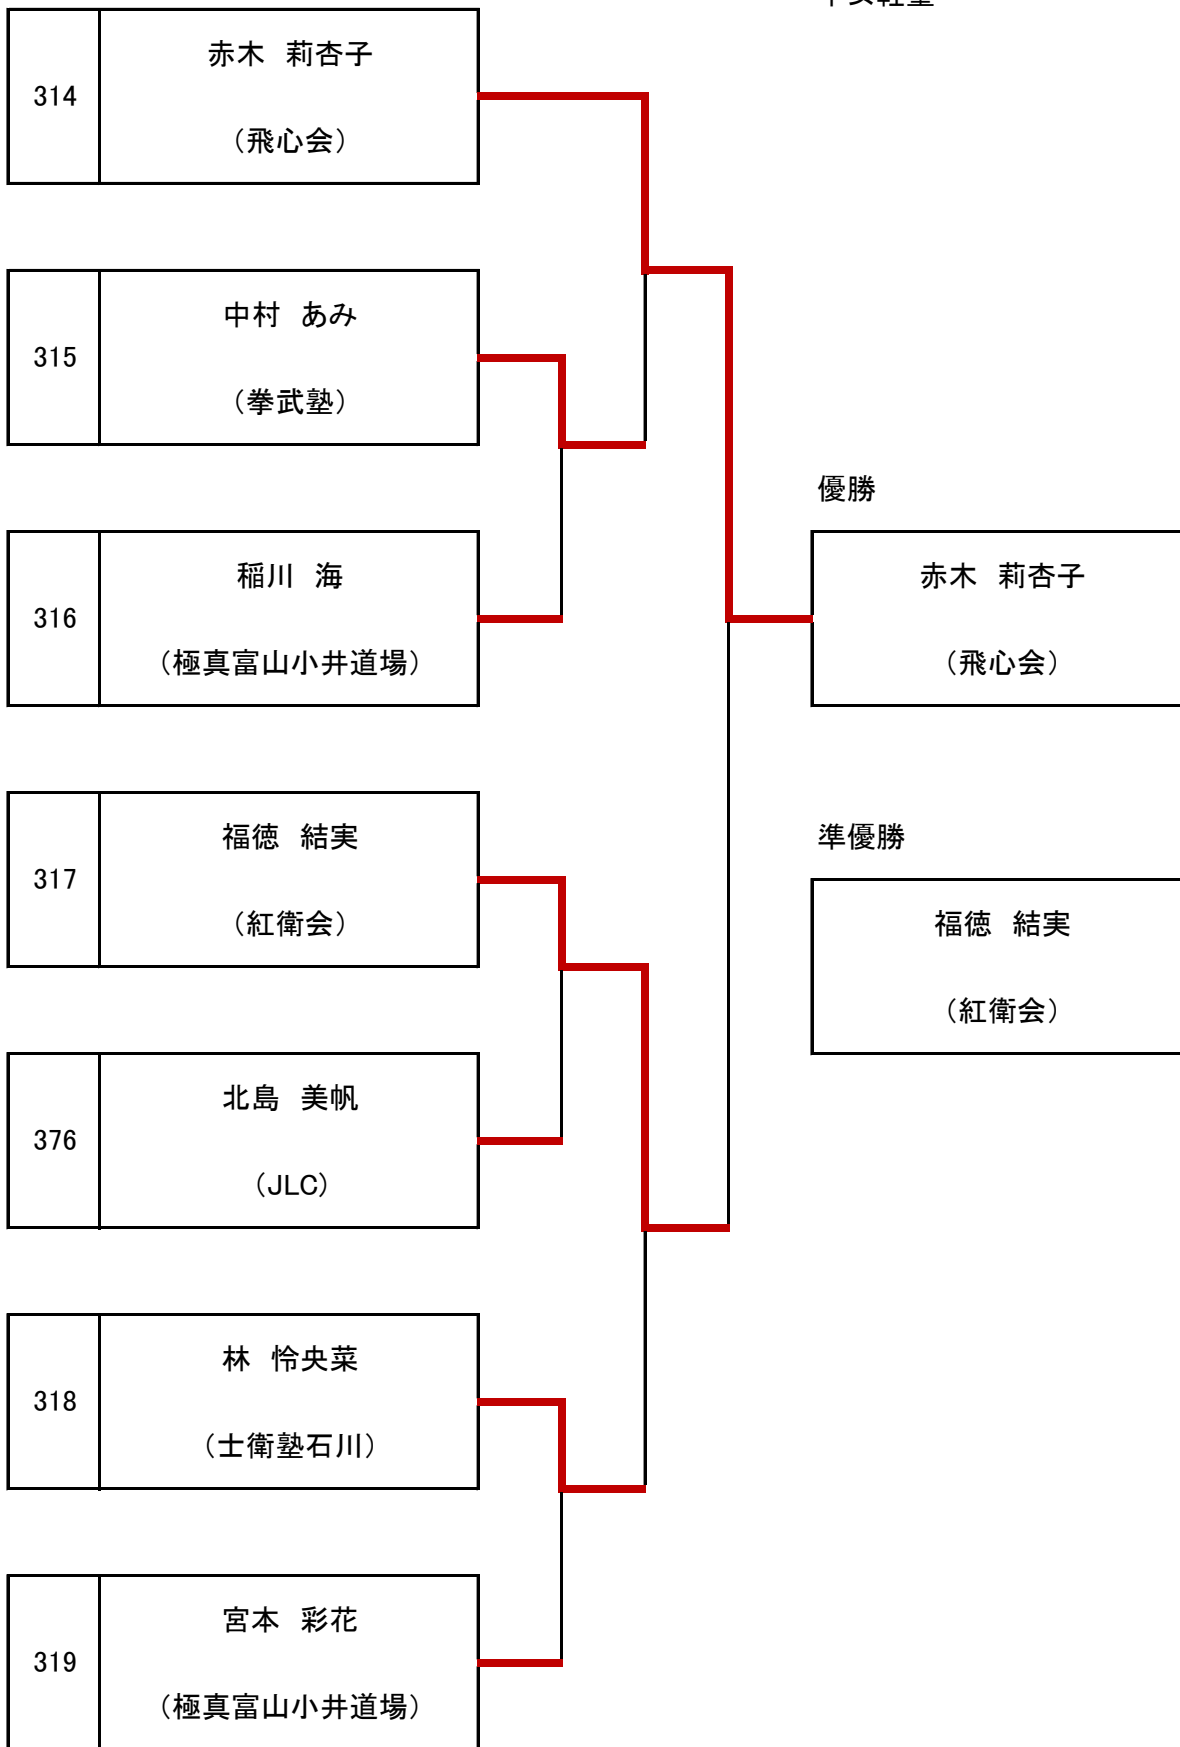 314
赤木 莉杏子
（飛心会）
315
中村 あみ
（拳武塾）
316
稲川 海
（極真富山小井道場）
317
福徳 結実
（紅衛会）
376
北島 美帆
（JLC）
318
林 怜央菜
（士衛塾石川）
319
宮本 彩花
（極真富山小井道場）
優勝
赤木 莉杏子
（飛心会）
準優勝
福徳 結実
（紅衛会）